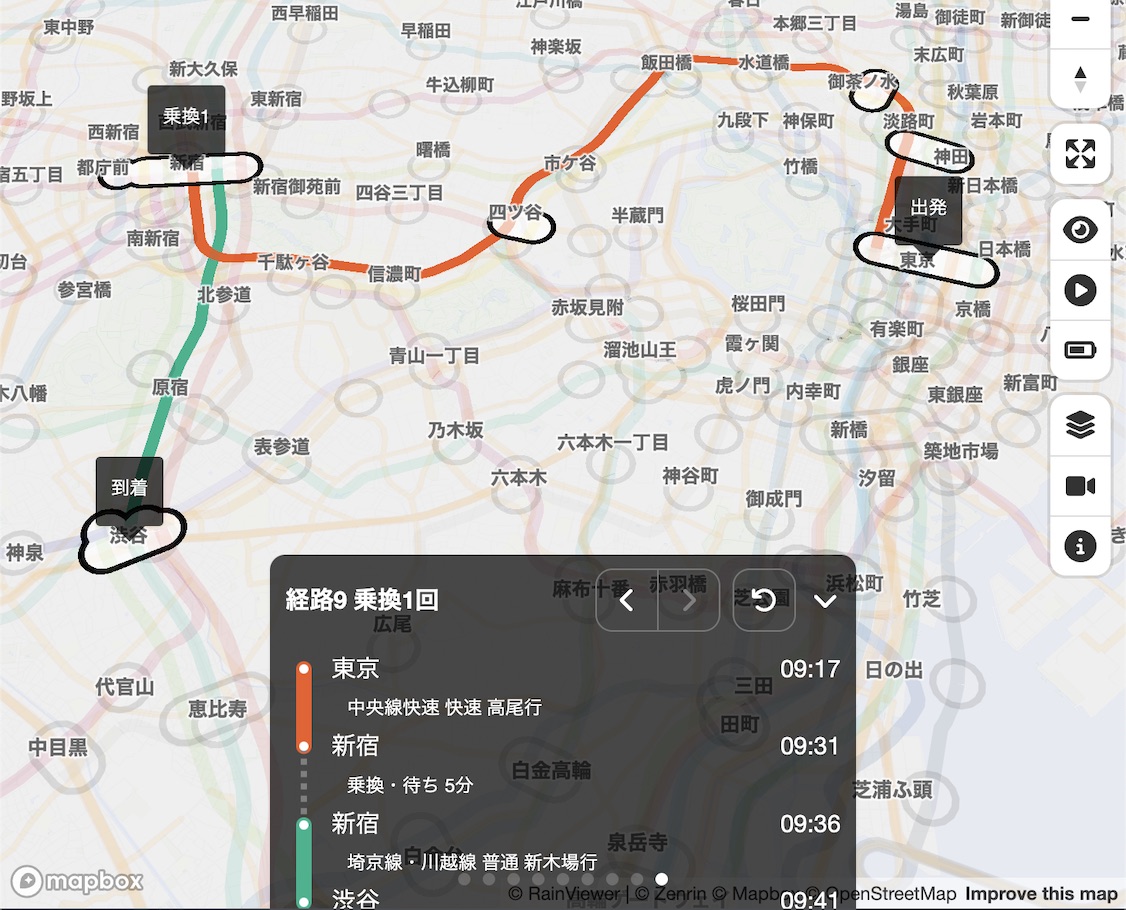 西早稲田
東中野
早稲田
本郷三丁目
湯島
御徒町
新御徒
神楽坂
末広町
新大久保
飯田橋
水道橋
御茶ノ水
牛込柳町
野坂上
東新宿
秋葉原
乗換1
西武新宿
西新宿
九段下
神保町
淡路町
岩本町
曙橋
都庁前
新宿
市ケ谷
竹橋
神田
宿五丁目
新宿御苑前
四谷三丁目
新日本橋
四ツ谷
半蔵門
出発
大手町
南新宿
日本橋
初台
千駄ヶ谷
信濃町
東京
参宮橋
北参道
赤坂見附
桜田門
京橋
有楽町
青山一丁目
溜池山王
霞ヶ関
銀座
木八幡
原宿
虎ノ門
内幸町
東銀座
新富町
表参道
乃木坂
六本木一丁目
新橋
築地市場
六本木
神谷町
汐留
到着
御成門
渋谷
神泉
麻布十番
赤羽橋
芝公園
浜松町
竹芝
経路9 乗換1回
広尾
東京 09:17
三田
日の出
代官山
恵比寿
中央線快速 快速 高尾行
田町
中目黒
新宿 09:31
白金高輪
乗換・待ち 5分
芝浦ふ頭
新宿 09:36
泉岳寺
白金台
埼京線・川越線 普通 新木場行
渋谷 09:41
mapbox
© RainViewer | © Zenrin © Mapbox © OpenStreetMap Improve this map